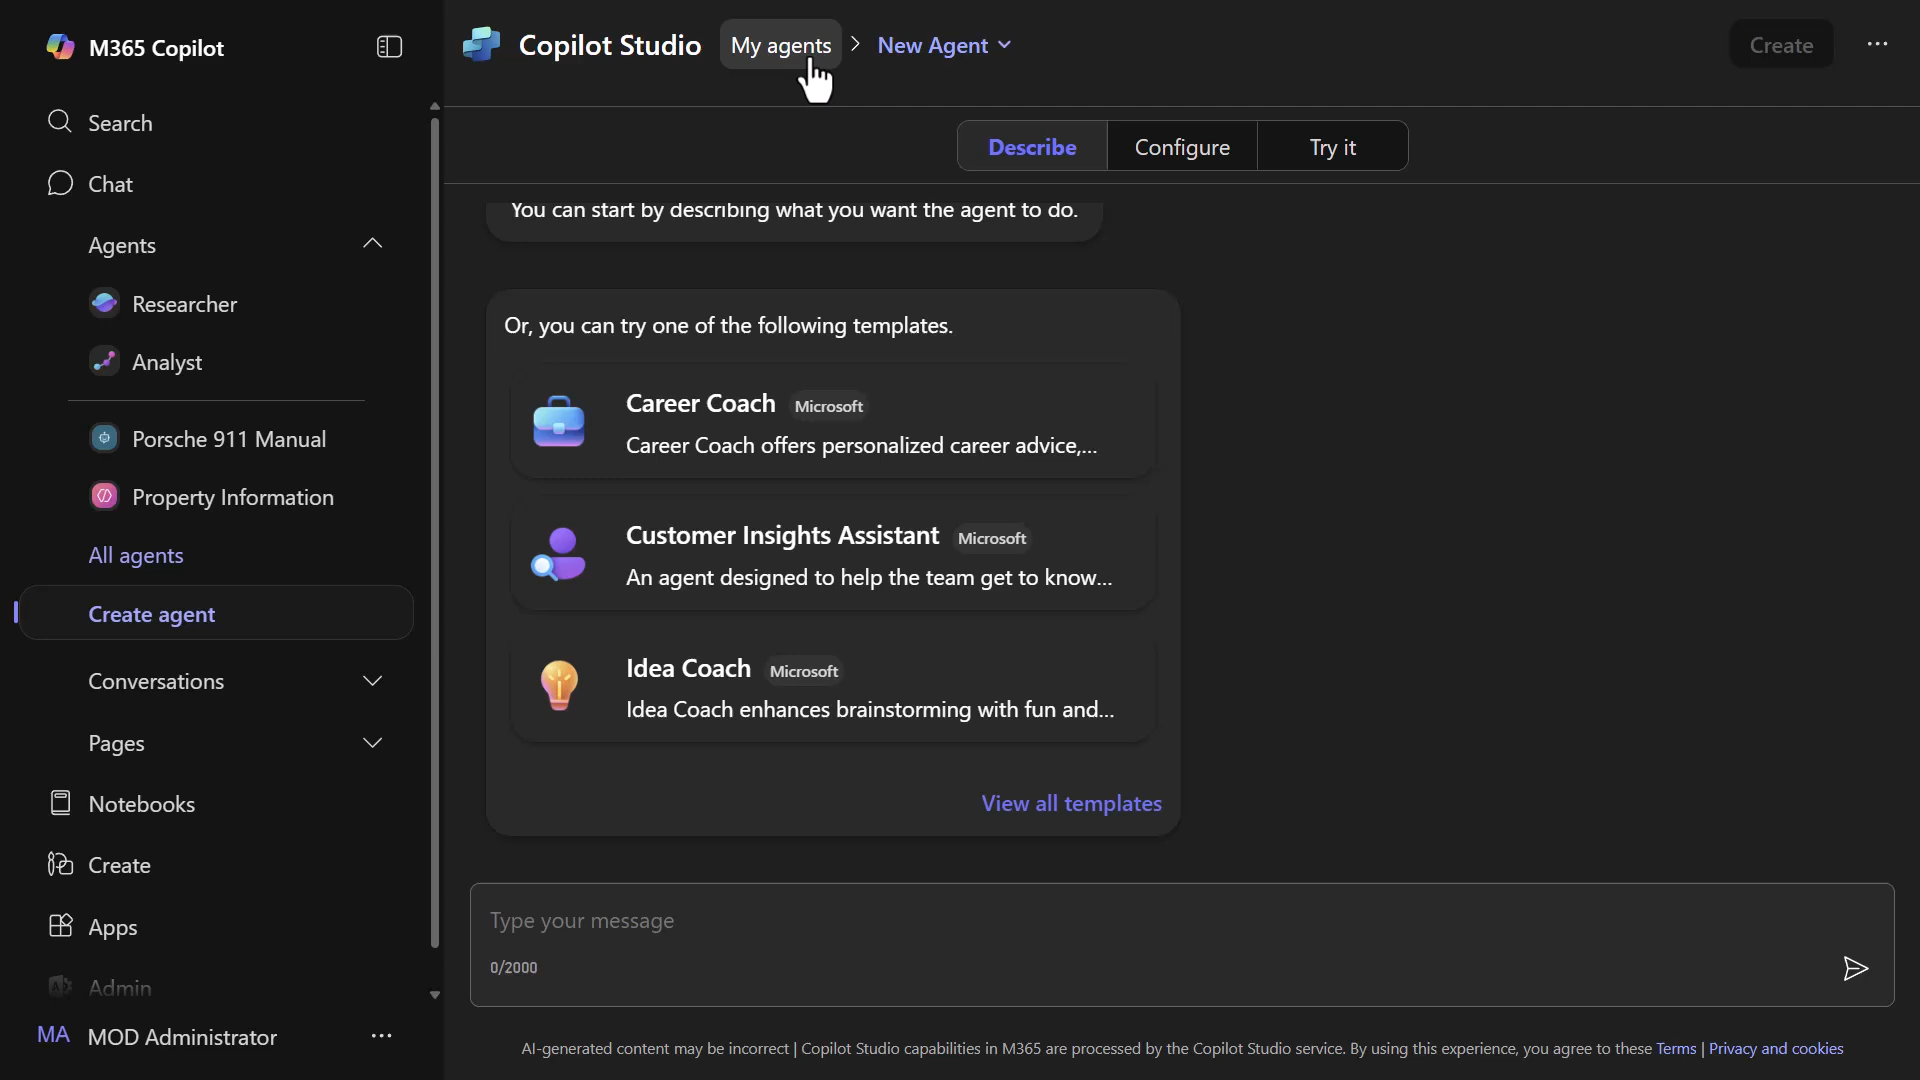 M365 Copilot
Search
Chat
Agents
Researcher
Analyst
Porsche 911 Manual
Property Information
All agents
Create agent
Conversations
Pages
Notebooks
Create
Apps
Admin
MA MOD Administrator
Copilot Studio My agents New Agent
Create
Describe Configure Try it
You can start by describing what you want the agent to do.
Or, you can try one of the following templates.
Career Coach Microsoft
Career Coach offers personalized career advice,...
Customer Insights Assistant Microsoft
An agent designed to help the team get to know...
Idea Coach Microsoft
Idea Coach enhances brainstorming with fun and...
View all templates
Type your message
0/2000
AI-generated content may be incorrect | Copilot Studio capabilities in M365 are processed by the Copilot Studio service. By using this experience, you agree to these Terms | Privacy and cookies